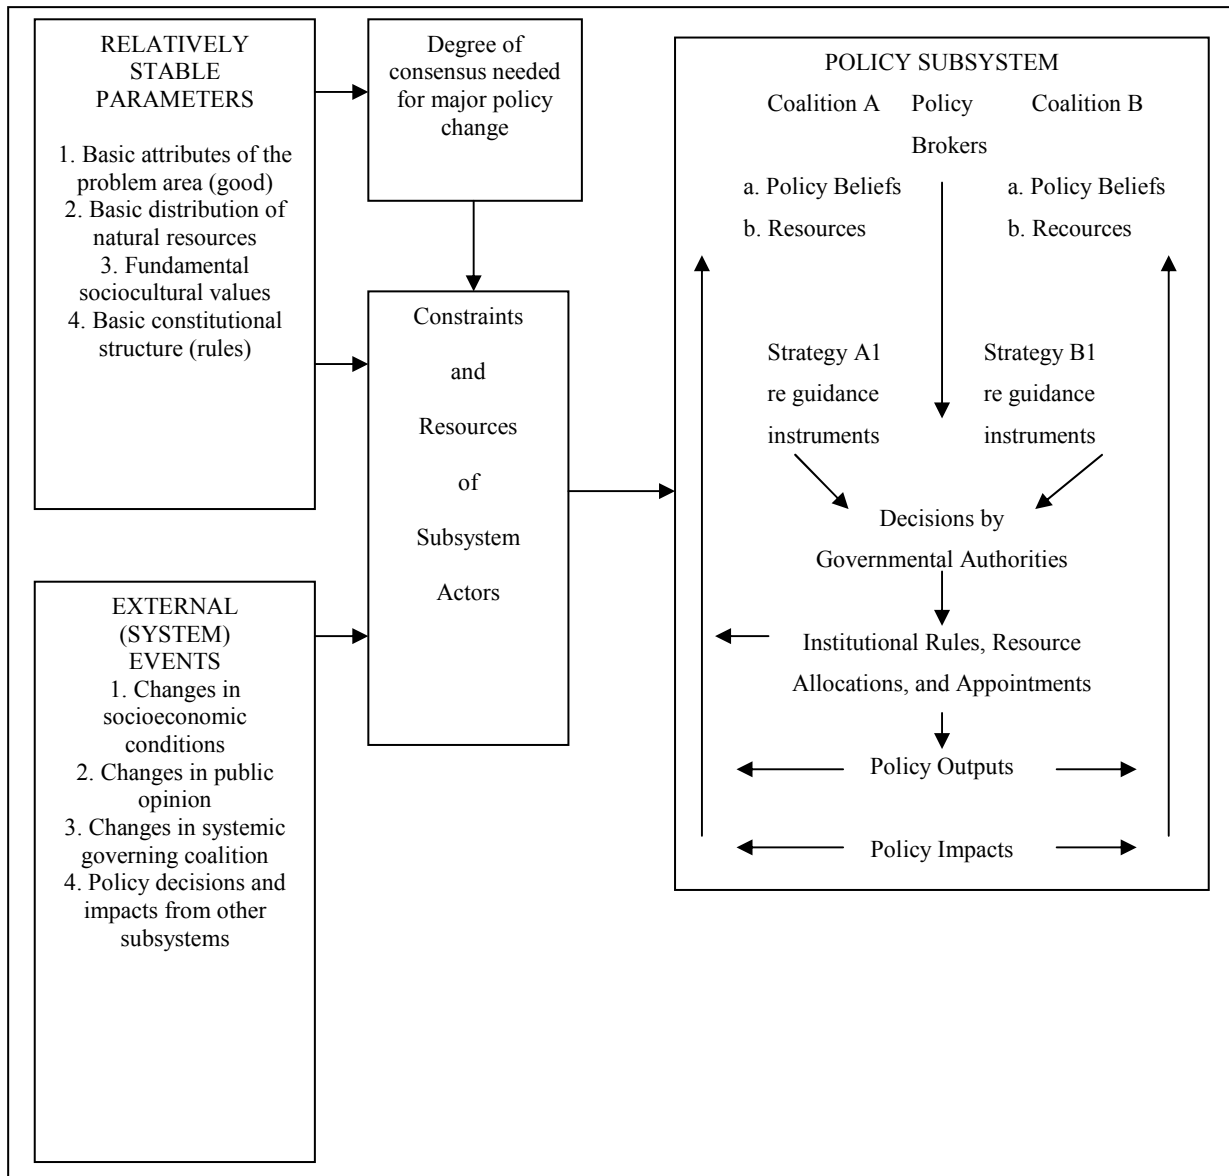 RELATIVELY
STABLE
PARAMETERS
1. Basic attributes of the
problem area (good)
2. Basic distribution of
natural resources
3. Fundamental
sociocultural values
4. Basic constitutional
structure (rules)
Degree of
consensus needed
for major policy
change
Constraints
and
Resources
of
Subsystem
Actors
EXTERNAL
(SYSTEM)
EVENTS
1. Changes in
socioeconomic
conditions
2. Changes in public
opinion
3. Changes in systemic
governing coalition
4. Policy decisions and
impacts from other
subsystems
POLICY SUBSYSTEM
Coalition A Policy Coalition B
Brokers
a. Policy Beliefs a. Policy Beliefs
b. Resources b. Recources
Strategy A1 Strategy B1
re guidance re guidance
instruments instruments
Decisions by
Governmental Authorities
Institutional Rules, Resource
Allocations, and Appointments
Policy Outputs
Policy Impacts